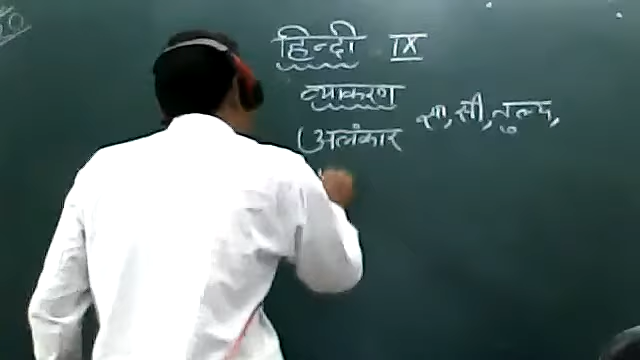 हिन्दी IX
व्याकरण
अलंकार सा, सी, तुल्य,